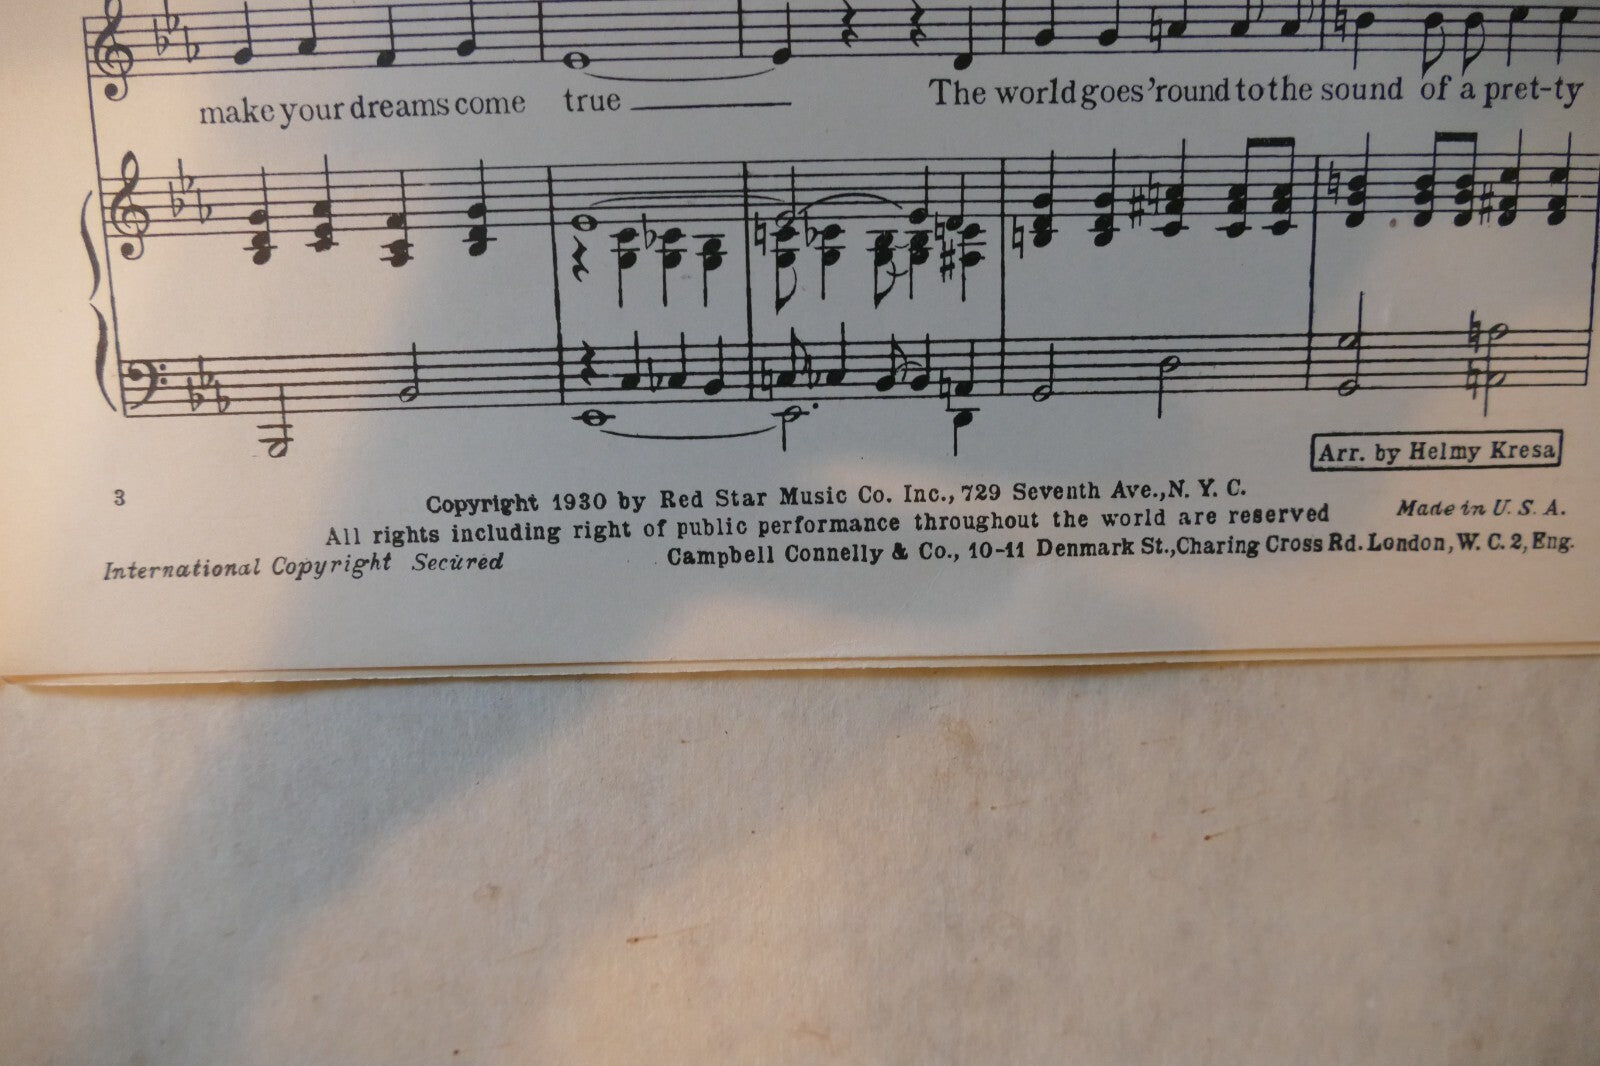 make your dreams come true The world goes 'round to the sound of a pret-ty
Arr. by Helmy Kresa
3
Copyright 1930 by Red Star Music Co. Inc., 729 Seventh Ave., N. Y. C.
All rights including right of public performance throughout the world are reserved
Made in U. S. A.
International Copyright Secured
Campbell Connelly & Co., 10-11 Denmark St., Charing Cross Rd. London, W. C. 2, Eng.